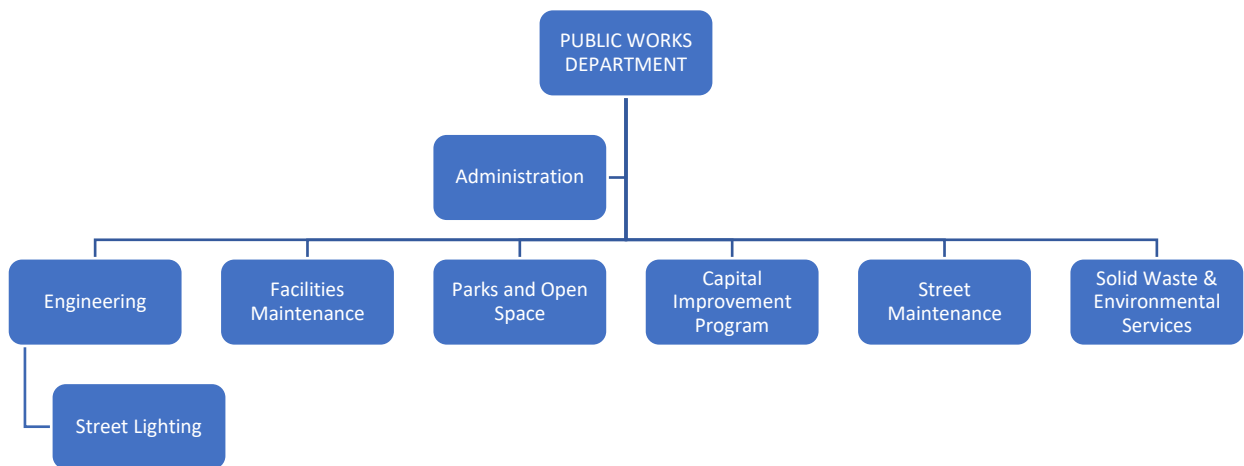 PUBLIC WORKS
DEPARTMENT
Administration
Engineering
Facilities
Maintenance
Parks and Open
Space
Capital
Improvement
Program
Street
Maintenance
Solid Waste &
Environmental
Services
Street Lighting